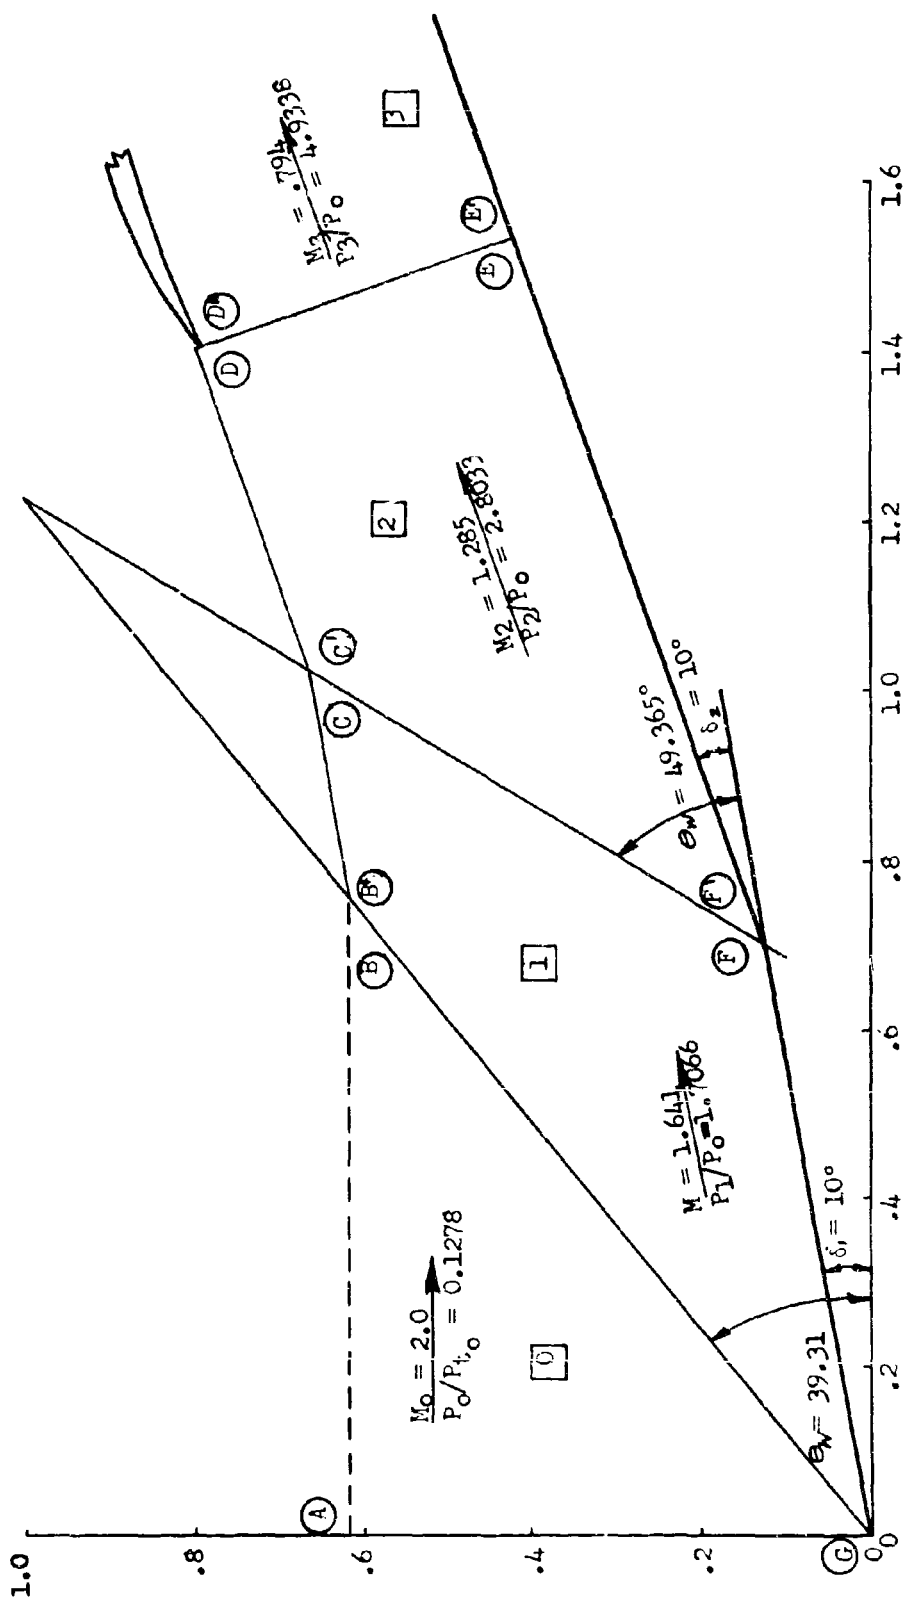 1.0
.8
.6
.4
.2
0
0
.2
.4
.6
.8
1.0
1.2
1.4
1.6
A
G
B
B'
C
C'
D
D'
E
E'
F
F'
0
M₀ = 2.0
P₀/Pt,₀ = 0.1278
1
M = 1.641
P₁/P₀=1.7066
2
M₂ = 1.285
P₂/P₀ = 2.8033
3
M₃ = .794
P₃/P₀ = 4.9338
θw = 39.31
δ₁ = 10°
θw = 49.365°
δ₂ = 10°